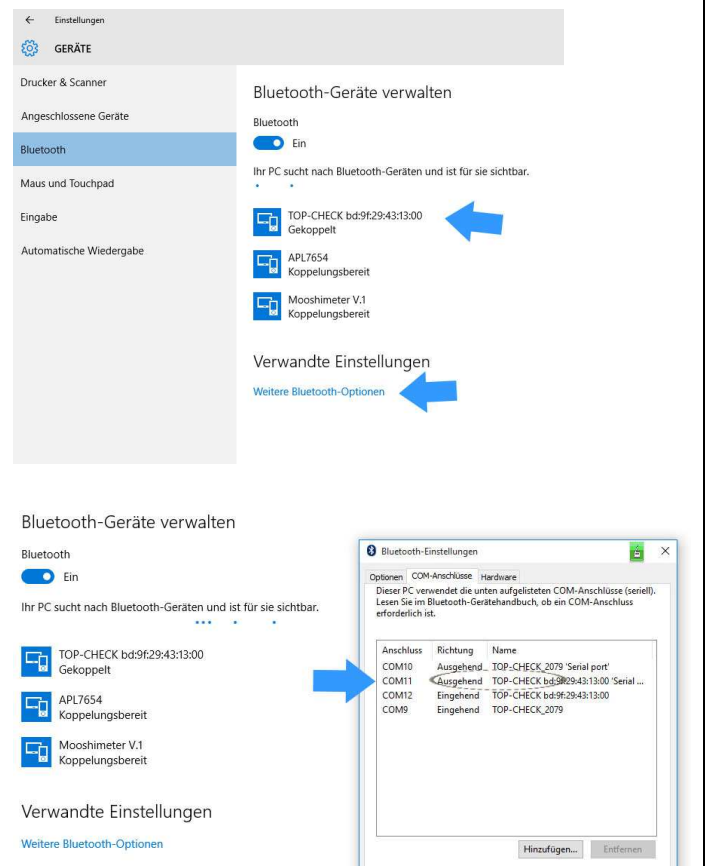 Einstellungen
GERÄTE
Drucker & Scanner
Angeschlossene Geräte
Bluetooth
Maus und Touchpad
Eingabe
Automatische Wiedergabe
Bluetooth-Geräte verwalten
Bluetooth
Ein
Ihr PC sucht nach Bluetooth-Geräten und ist für sie sichtbar.
TOP-CHECK bd:9f:29:43:13:00
Gekoppelt
APL7654
Koppelungsbereit
Mooshimeter V.1
Koppelungsbereit
Verwandte Einstellungen
Weitere Bluetooth-Optionen
Bluetooth-Geräte verwalten
Bluetooth
Ein
Ihr PC sucht nach Bluetooth-Geräten und ist für sie sichtbar.
TOP-CHECK bd:9f:29:43:13:00
Gekoppelt
APL7654
Koppelungsbereit
Mooshimeter V.1
Koppelungsbereit
Verwandte Einstellungen
Weitere Bluetooth-Optionen
Bluetooth-Einstellungen
Optionen COM-Anschlüsse Hardware
Dieser PC verwendet die unten aufgelisteten COM-Anschlüsse (seriell).
Lesen Sie im Bluetooth-Gerätehandbuch, ob ein COM-Anschluss
erforderlich ist.
Anschluss Richtung Name
COM10 Ausgehend TOP-CHECK_2079 'Serial port'
COM11 Ausgehend TOP-CHECK bd:9f:29:43:13:00 'Serial ...
COM12 Eingehend TOP-CHECK bd:9f:29:43:13:00
COM9 Eingehend TOP-CHECK_2079
Hinzufügen... Entfernen